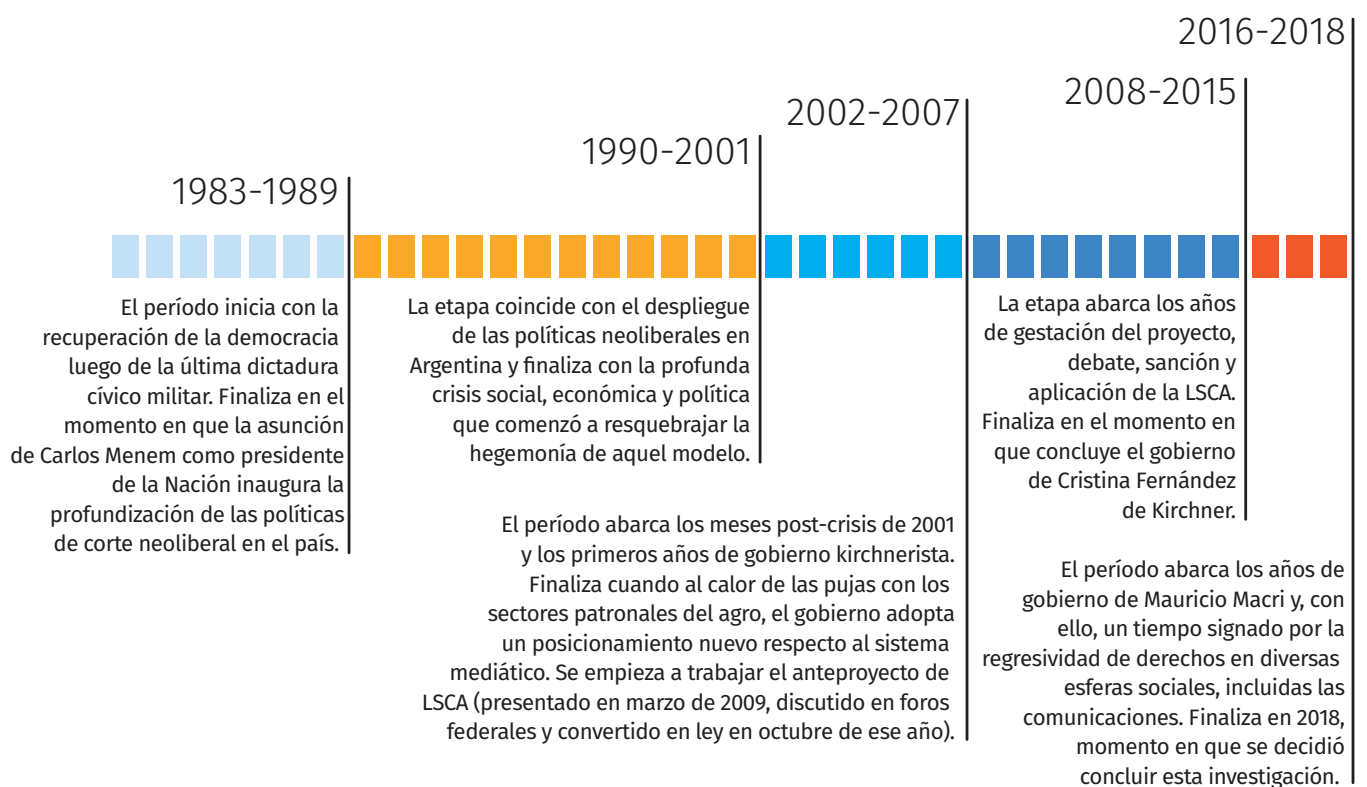 1983-1989
El período inicia con la
recuperación de la democracia
luego de la última dictadura
cívico militar. Finaliza en el
momento en que la asunción
de Carlos Menem como presidente
de la Nación inaugura la
profundización de las políticas
de corte neoliberal en el país.
1990-2001
La etapa coincide con el despliegue
de las políticas neoliberales en
Argentina y finaliza con la profunda
crisis social, económica y política
que comenzó a resquebrajar la
hegemonía de aquel modelo.
2002-2007
El período abarca los meses post-crisis de 2001
y los primeros años de gobierno kirchnerista.
Finaliza cuando al calor de las pujas con los
sectores patronales del agro, el gobierno adopta
un posicionamiento nuevo respecto al sistema
mediático. Se empieza a trabajar el anteproyecto de
LSCA (presentado en marzo de 2009, discutido en foros
federales y convertido en ley en octubre de ese año).
2008-2015
La etapa abarca los años
de gestación del proyecto,
debate, sanción y
aplicación de la LSCA.
Finaliza en el momento en
que concluye el gobierno
de Cristina Fernández
de Kirchner.
2016-2018
El período abarca los años de
gobierno de Mauricio Macri y, con
ello, un tiempo signado por la
regresividad de derechos en diversas
esferas sociales, incluidas las
comunicaciones. Finaliza en 2018,
momento en que se decidió
concluir esta investigación.